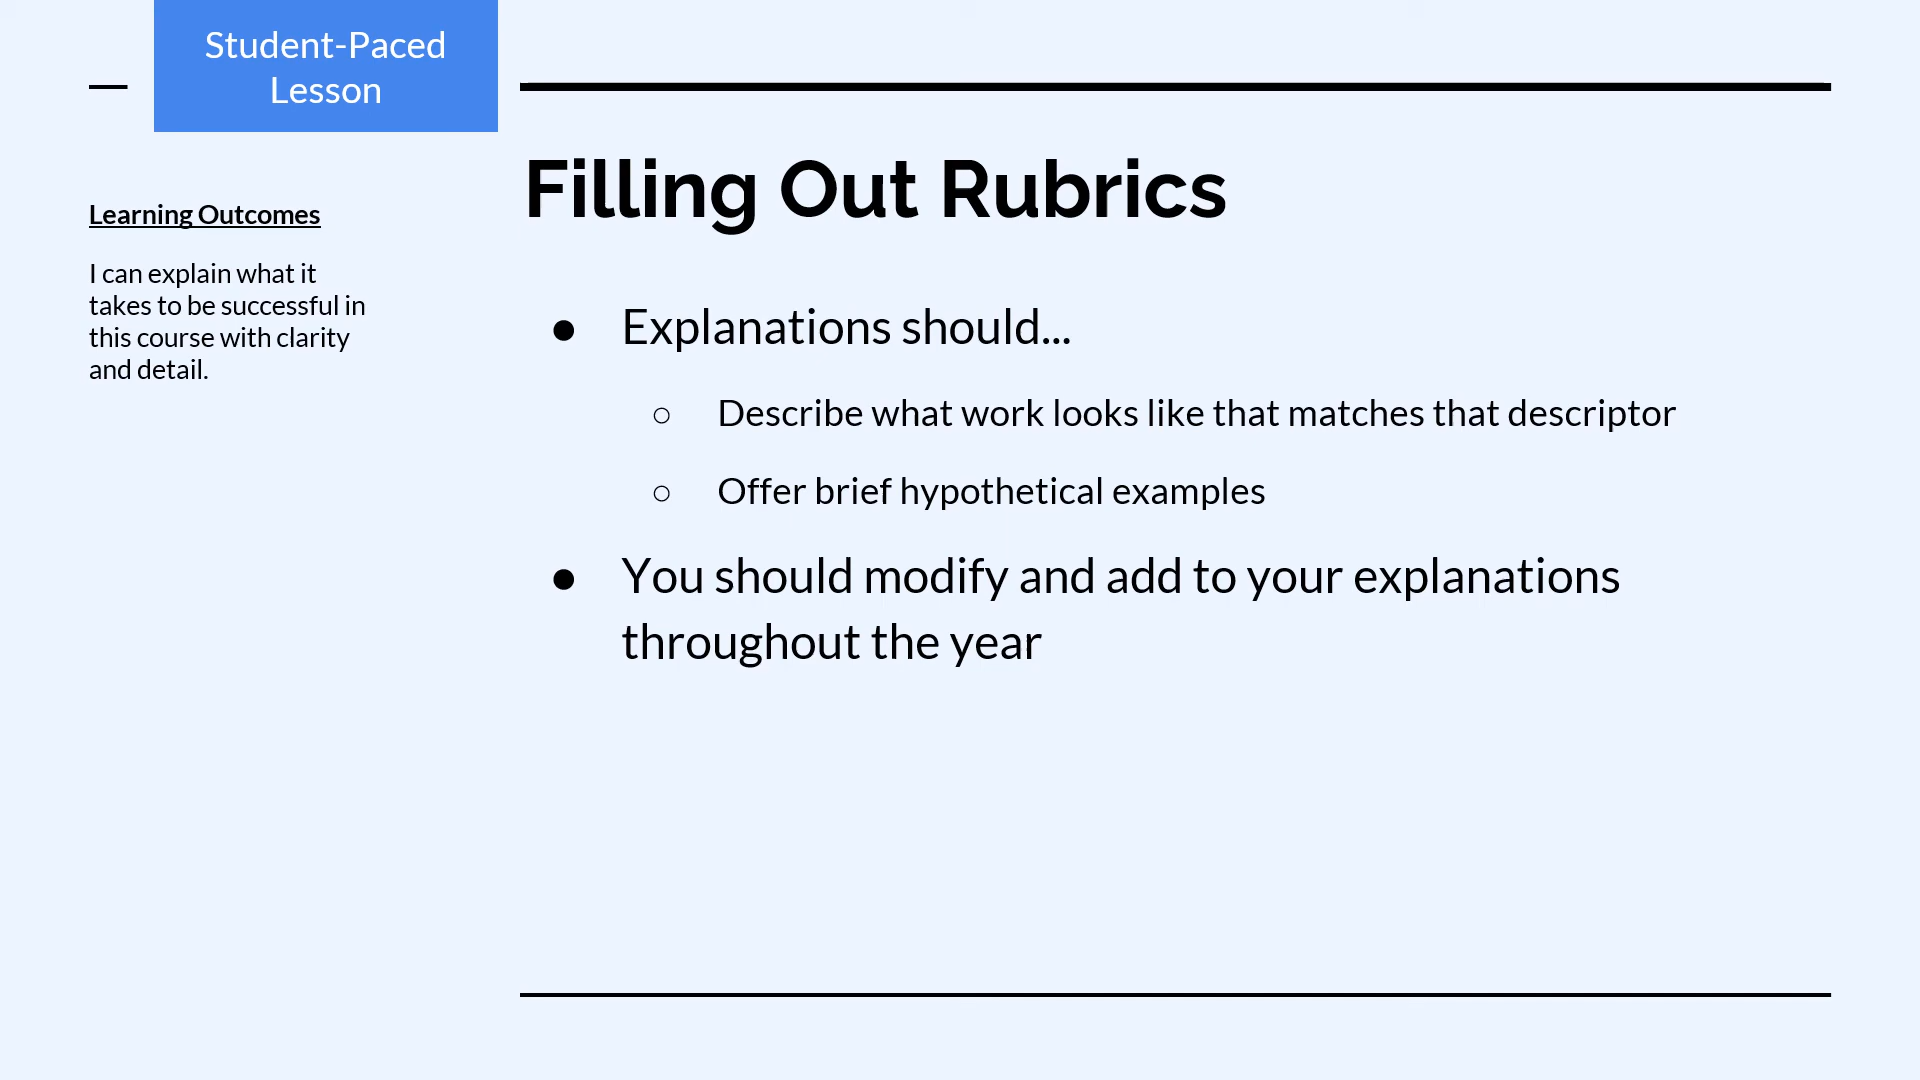 Student-Paced
Lesson
Learning Outcomes
I can explain what it
takes to be successful in
this course with clarity
and detail.
Filling Out Rubrics
● Explanations should...
○ Describe what work looks like that matches that descriptor
○ Offer brief hypothetical examples
● You should modify and add to your explanations
throughout the year